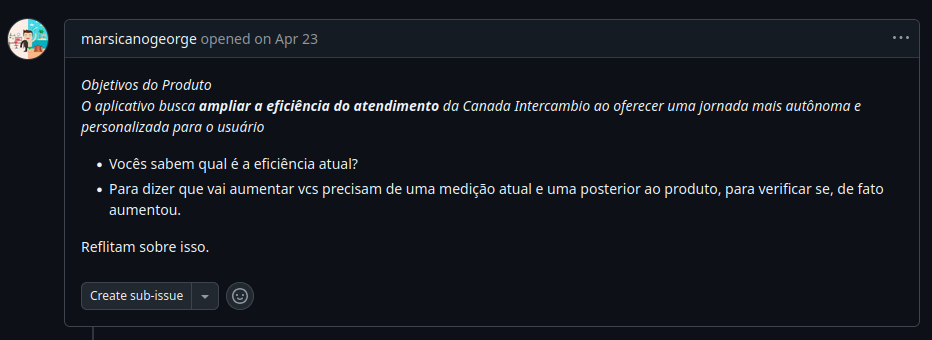 marsicanogeorge opened on Apr 23
Objetivos do Produto
O aplicativo busca ampliar a eficiência do atendimento da Canada Intercambio ao oferecer uma jornada mais autônoma e
personalizada para o usuário
• Vocês sabem qual é a eficiência atual?
• Para dizer que vai aumentar vcs precisam de uma medição atual e uma posterior ao produto, para verificar se, de fato
aumentou.
Reflitam sobre isso.
Create sub-issue